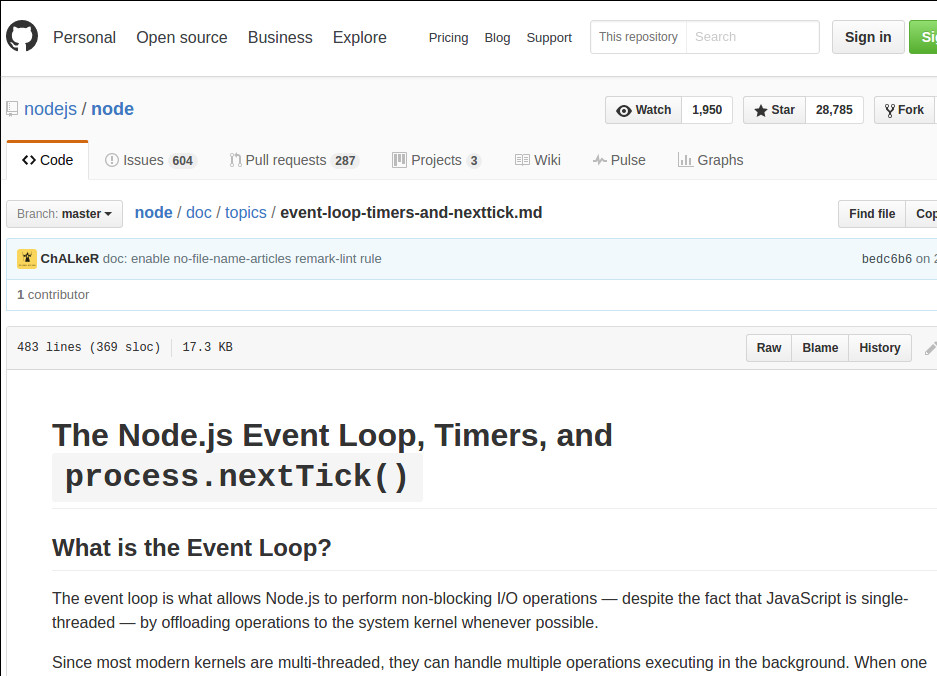 Personal Open source Business Explore Pricing Blog Support This repository Search Sign in
nodejs / node Watch 1,950 Star 28,785 Fork
Code Issues 604 Pull requests 287 Projects 3 Wiki Pulse Graphs
Branch: master node / doc / topics / event-loop-timers-and-nexttick.md Find file
ChALkeR doc: enable no-file-name-articles remark-lint rule bedc6b6 on 2
1 contributor
483 lines (369 sloc) 17.3 KB Raw Blame History
The Node.js Event Loop, Timers, and
process.nextTick()
What is the Event Loop?
The event loop is what allows Node.js to perform non-blocking I/O operations — despite the fact that JavaScript is single-
threaded — by offloading operations to the system kernel whenever possible.
Since most modern kernels are multi-threaded, they can handle multiple operations executing in the background. When one